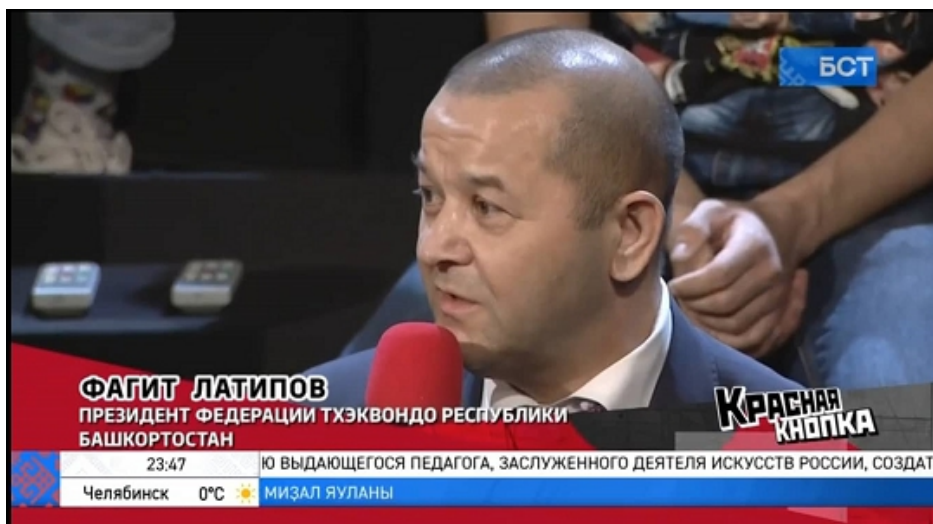 БСТ
ФАГИТ ЛАТИПОВ
ПРЕЗИДЕНТ ФЕДЕРАЦИИ ТХЭКВОНДО РЕСПУБЛИКИ
БАШКОРТОСТАН
КРАСНАЯ
КНОПКА
23:47
Ю ВЫДАЮЩЕГОСЯ ПЕДАГОГА, ЗАСЛУЖЕННОГО ДЕЯТЕЛЯ ИСКУССТВ РОССИИ, СОЗДАТ
Челябинск 0°C
МИҘАЛ ЯУЛАНЫ